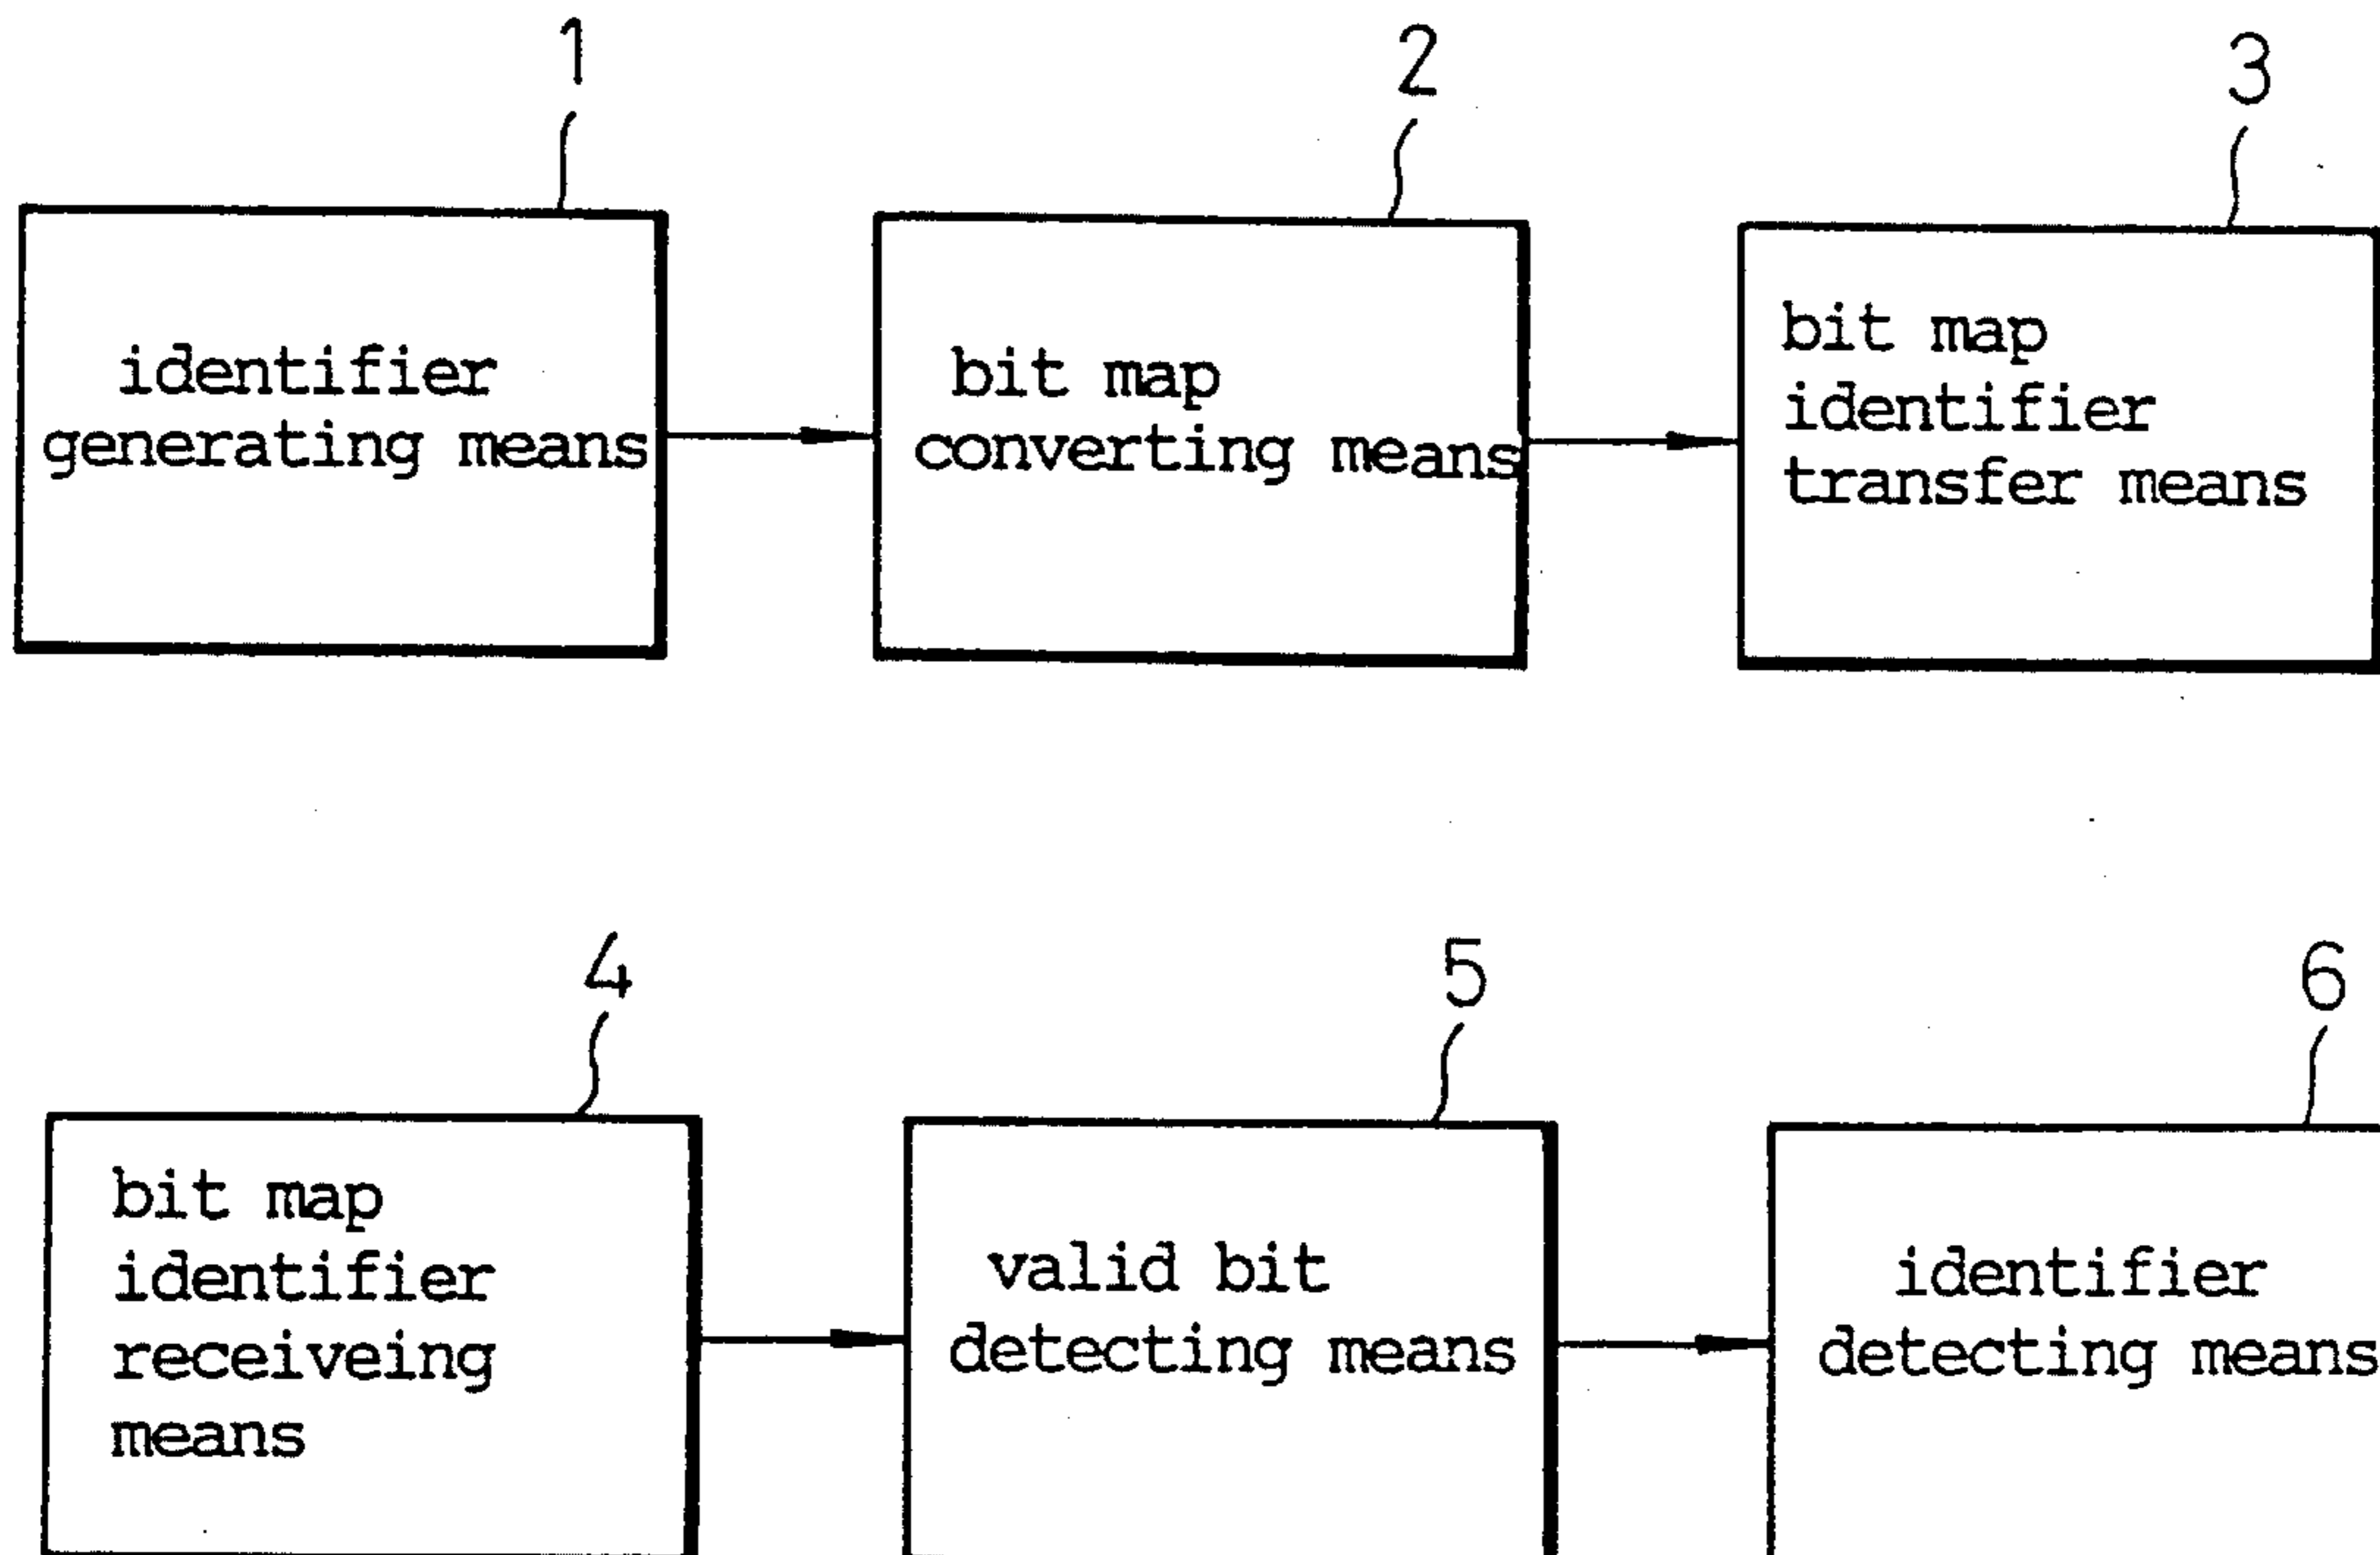 1
2
3
identifier
generating means
bit map
converting means
bit map
identifier
transfer means
4
5
6
bit map
identifier
receiveing
means
valid bit
detecting means
identifier
detecting means